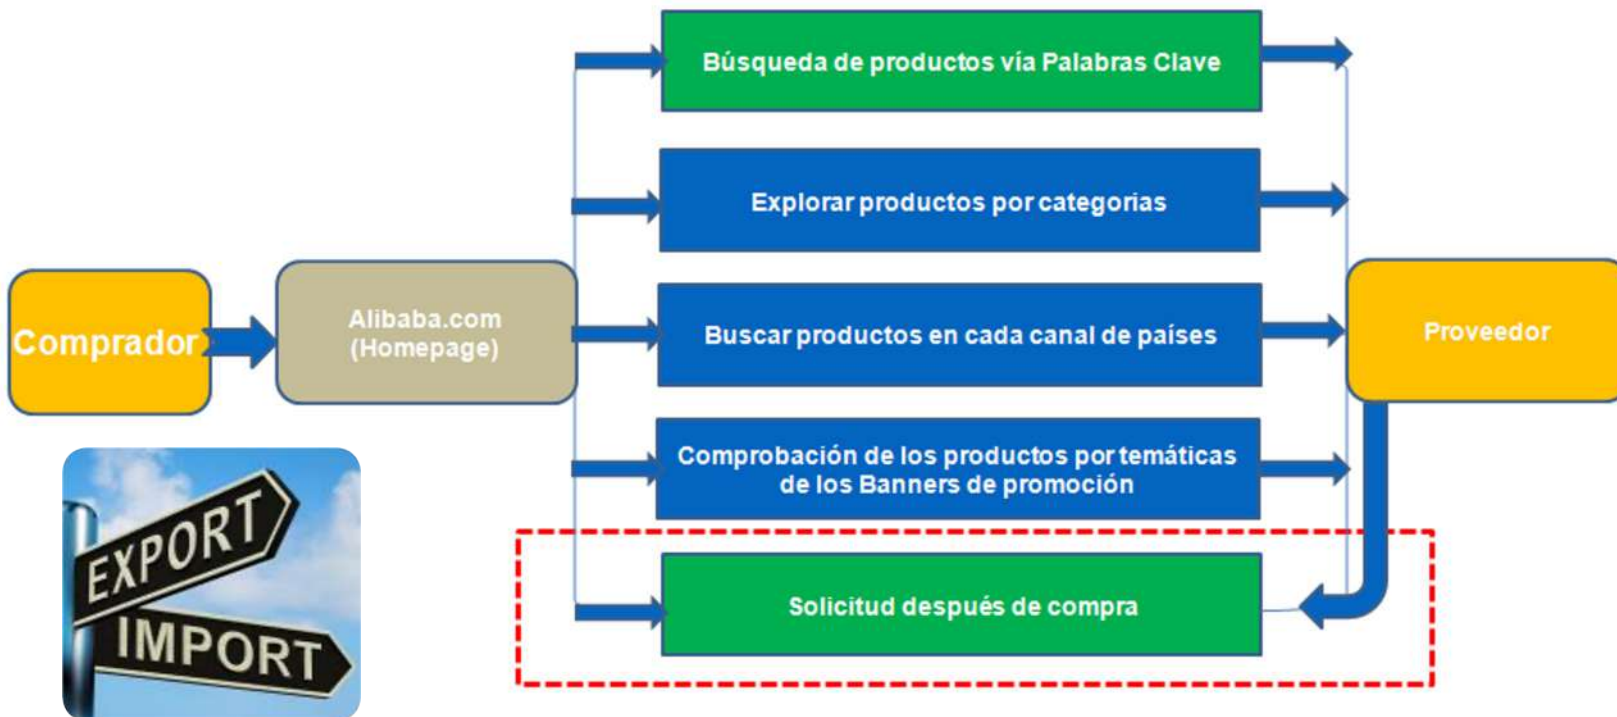 Búsqueda de productos vía Palabras Clave
Explorar productos por categorias
Comprador
Alibaba.com
(Homepage)
Buscar productos en cada canal de países
Proveedor
Comprobación de los productos por temáticas
de los Banners de promoción
Solicitud después de compra
EXPORT
IMPORT